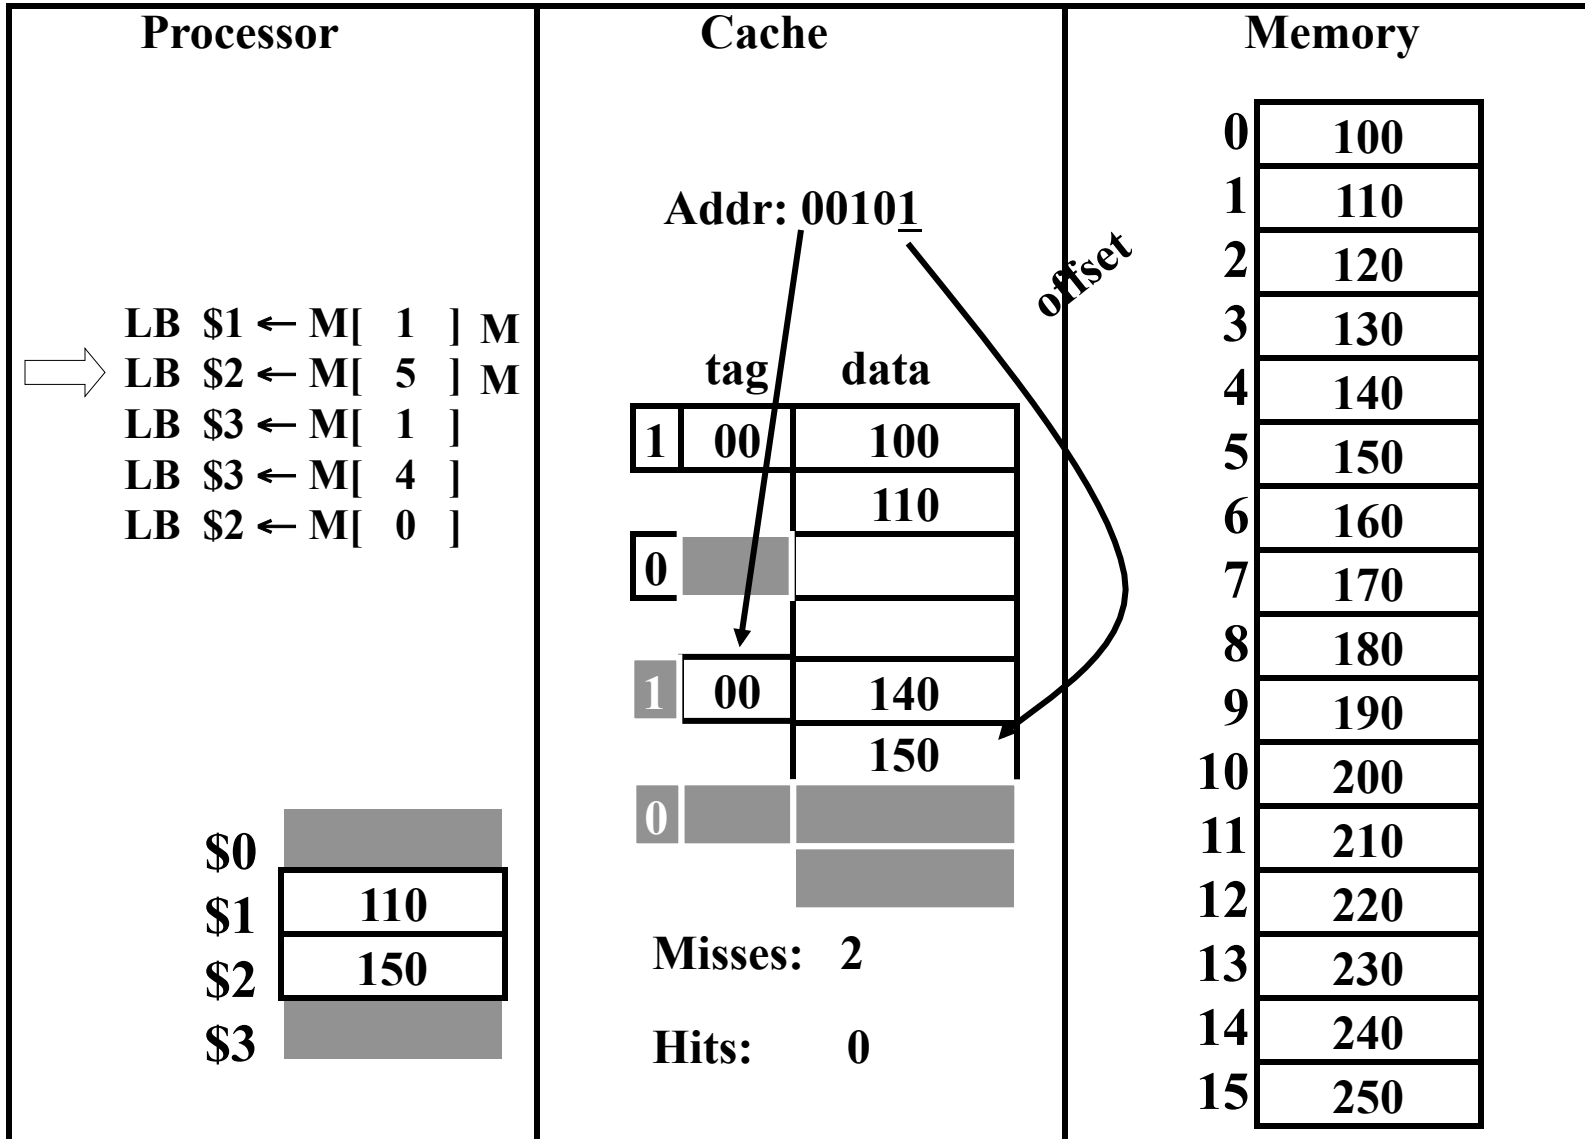 Processor
LB $1 ← M[ 1 ] M
LB $2 ← M[ 5 ] M
LB $3 ← M[ 1 ]
LB $3 ← M[ 4 ]
LB $2 ← M[ 0 ]
$0
$1 110
$2 150
$3
Cache
Addr: 00101
offset
tag data
1 00 100
110
0
1 00 140
150
0
Misses: 2
Hits: 0
Memory
0 100
1 110
2 120
3 130
4 140
5 150
6 160
7 170
8 180
9 190
10 200
11 210
12 220
13 230
14 240
15 250